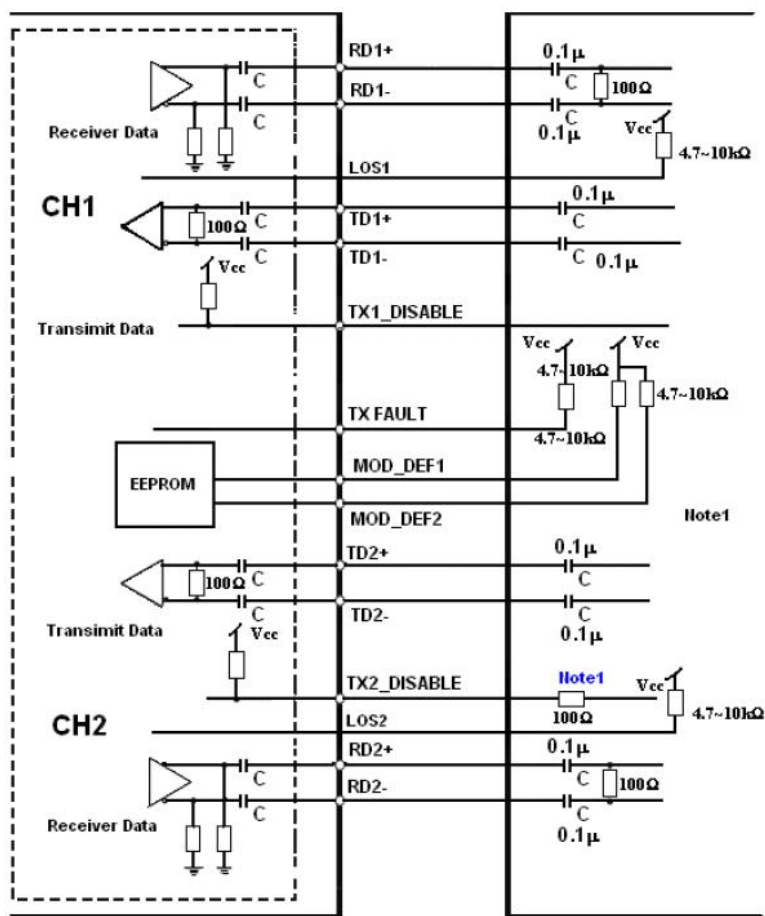 RD1+
0.1μ
C
C
100Ω
C
RD1-
C
0.1μ
Vcc
Receiver Data
4.7~10kΩ
LOS1
CH1
0.1μ
100Ω
C
TD1+
C
C
TD1-
C
0.1μ
Vcc
TX1_DISABLE
Transimit Data
Vcc
Vcc
4.7~10kΩ
4.7~10kΩ
TX FAULT
4.7~10kΩ
MOD_DEF1
EEPROM
MOD_DEF2
Note1
TD2+
0.1μ
100Ω
C
C
C
TD2-
C
0.1μ
Transimit Data
Vcc
TX2_DISABLE
Note1
Vcc
100Ω
4.7~10kΩ
LOS2
CH2
RD2+
0.1μ
C
C
100Ω
RD2-
C
C
0.1μ
Receiver Data